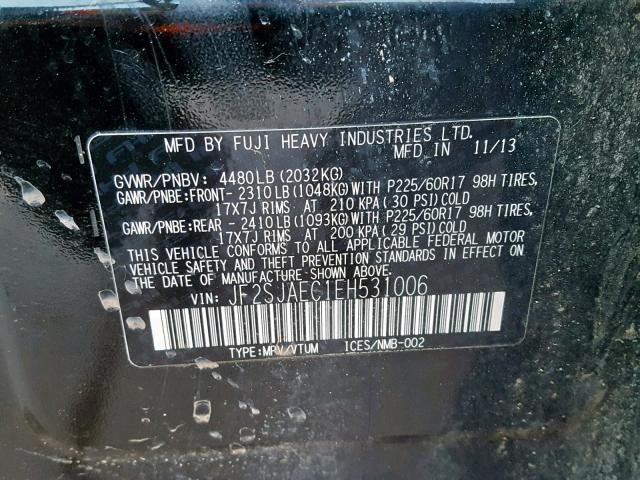 MFD BY FUJI HEAVY INDUSTRIES LTD.
MFD IN 11/13
GVWR/PNBV: 4480LB(2032KG)
GAWR/PNBE:FRONT-2310LB(1048KG)WITH P225/60R17 98H TIRES,
17X7J RIMS AT 210 KPA(30 PSI)COLD
GAWR/PNBE:REAR -2410LB(1093KG)WITH P225/60R17 98H TIRES,
17X7J RIMS AT 200 KPA(29 PSI)COLD
THIS VEHICLE CONFORMS TO ALL APPLICABLE FEDERAL MOTOR
VEHICLE SAFETY AND THEFT PREVENTION STANDARDS IN EFFECT ON
THE DATE OF MANUFACTURE SHOWN ABOVE.
VIN: JF2SJAEC1EH531006
TYPE:MPV/VTUM ICES/NMB-002